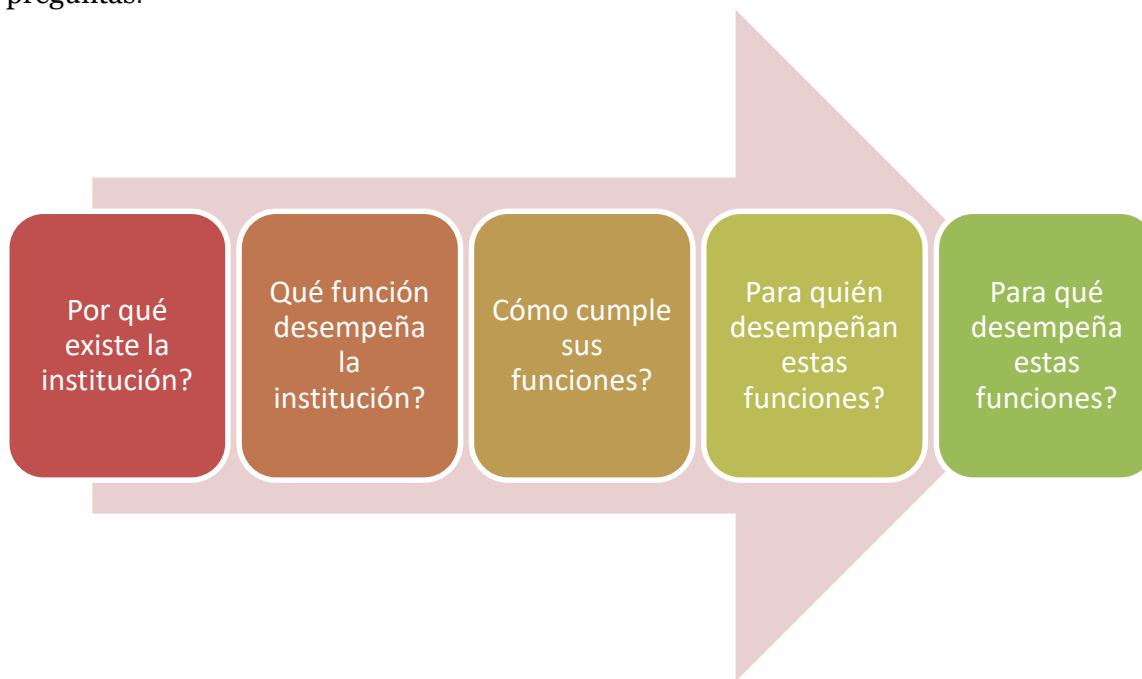 preguntas.
Por qué
existe la
institución?
Qué función
desempeña
la
institución?
Cómo cumple
sus
funciones?
Para quién
desempeñan
estas
funciones?
Para qué
desempeña
estas
funciones?